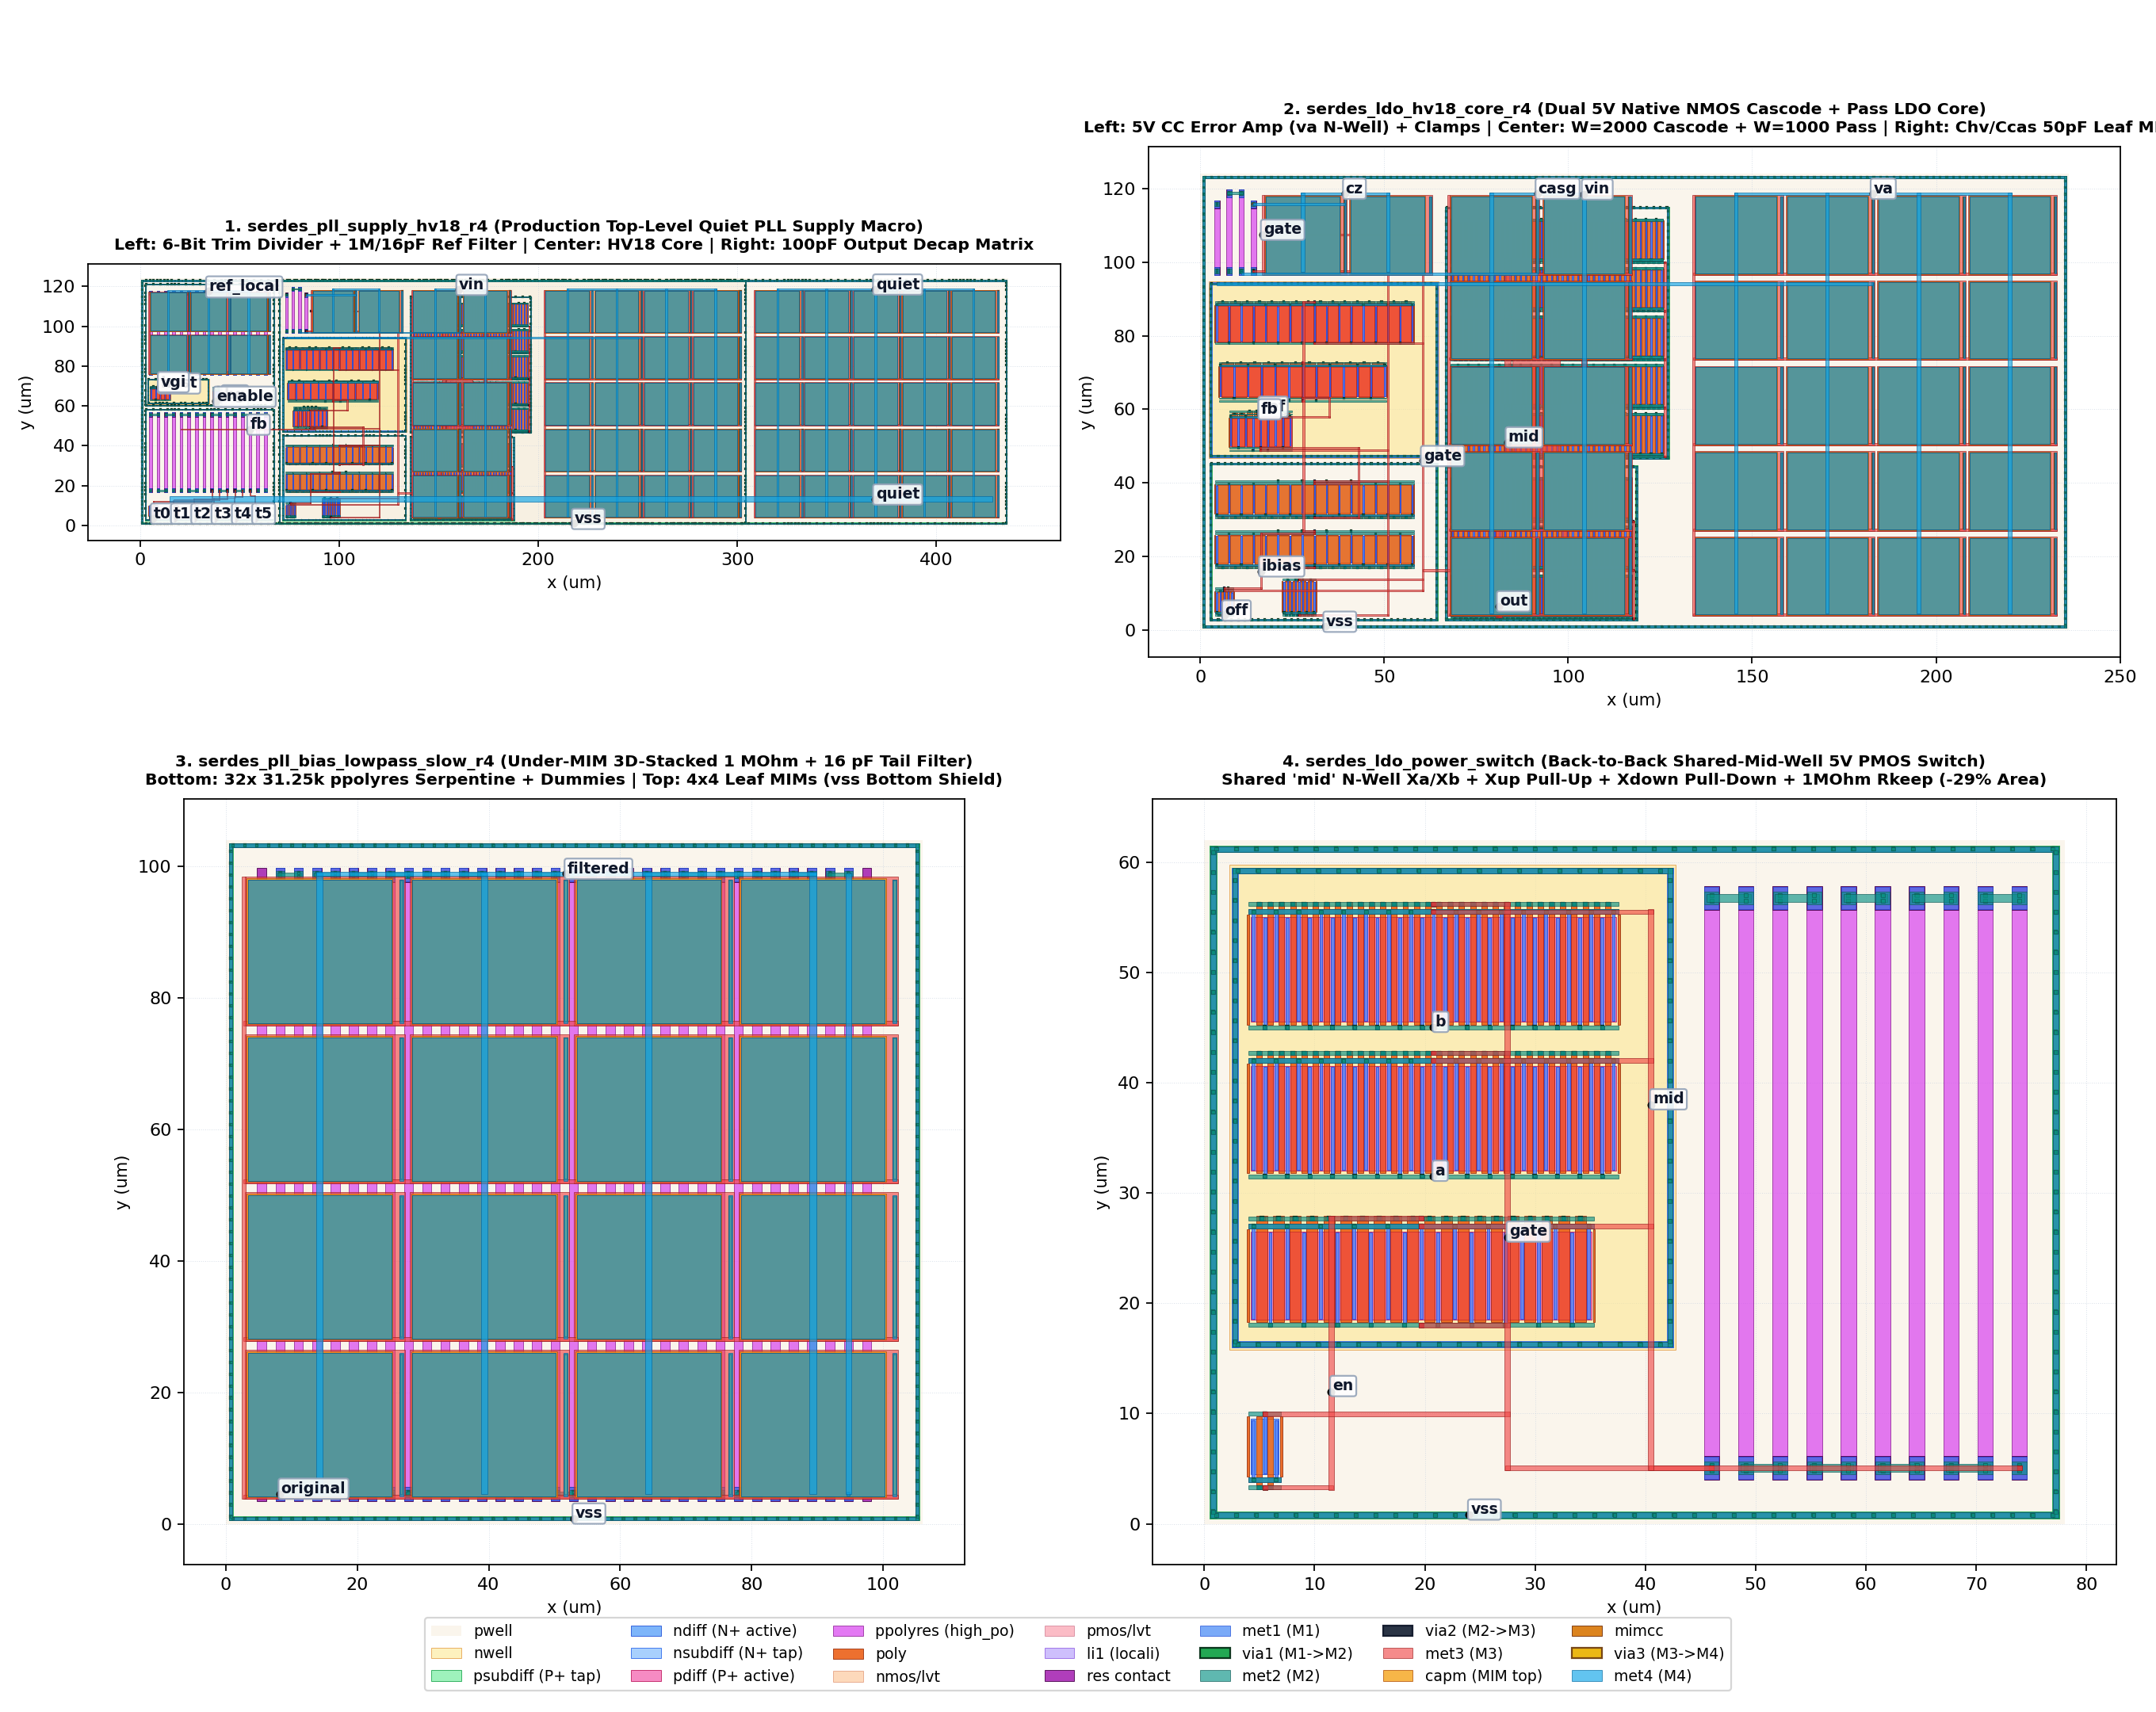 1. serdes_pll_supply_hv18_r4 (Production Top-Level Quiet PLL Supply Macro)
Left: 6-Bit Trim Divider + 1M/16pF Ref Filter | Center: HV18 Core | Right: 100pF Output Decap Matrix
y (um)
120
100
80
60
40
20
0
ref_local
vin
quiet
vgi
t
enable
fb
quiet
t0
t1
t2
t3
t4
t5
vss
0
100
200
300
400
x (um)
2. serdes_ldo_hv18_core_r4 (Dual 5V Native NMOS Cascode + Pass LDO Core)
Left: 5V CC Error Amp (va N-Well) + Clamps | Center: W=2000 Cascode + W=1000 Pass | Right: Chv/Ccas 50pF Leaf M
y (um)
120
100
80
60
40
20
0
cz
casg
vin
va
gate
fb
mid
gate
ibias
off
out
vss
0
50
100
150
200
250
x (um)
3. serdes_pll_bias_lowpass_slow_r4 (Under-MIM 3D-Stacked 1 MOhm + 16 pF Tail Filter)
Bottom: 32x 31.25k ppolyres Serpentine + Dummies | Top: 4x4 Leaf MIMs (vss Bottom Shield)
y (um)
100
80
60
40
20
0
filtered
original
vss
0
20
40
60
80
100
x (um)
4. serdes_ldo_power_switch (Back-to-Back Shared-Mid-Well 5V PMOS Switch)
Shared 'mid' N-Well Xa/Xb + Xup Pull-Up + Xdown Pull-Down + 1MOhm Rkeep (-29% Area)
y (um)
60
50
40
30
20
10
0
b
mid
a
gate
en
vss
0
10
20
30
40
50
60
70
80
x (um)
pwell
nwell
psubdiff (P+ tap)
ndiff (N+ active)
nsubdiff (N+ tap)
pdiff (P+ active)
ppolyres (high_po)
poly
nmos/lvt
pmos/lvt
li1 (locali)
res contact
met1 (M1)
via1 (M1->M2)
met2 (M2)
via2 (M2->M3)
met3 (M3)
capm (MIM top)
mimcc
via3 (M3->M4)
met4 (M4)